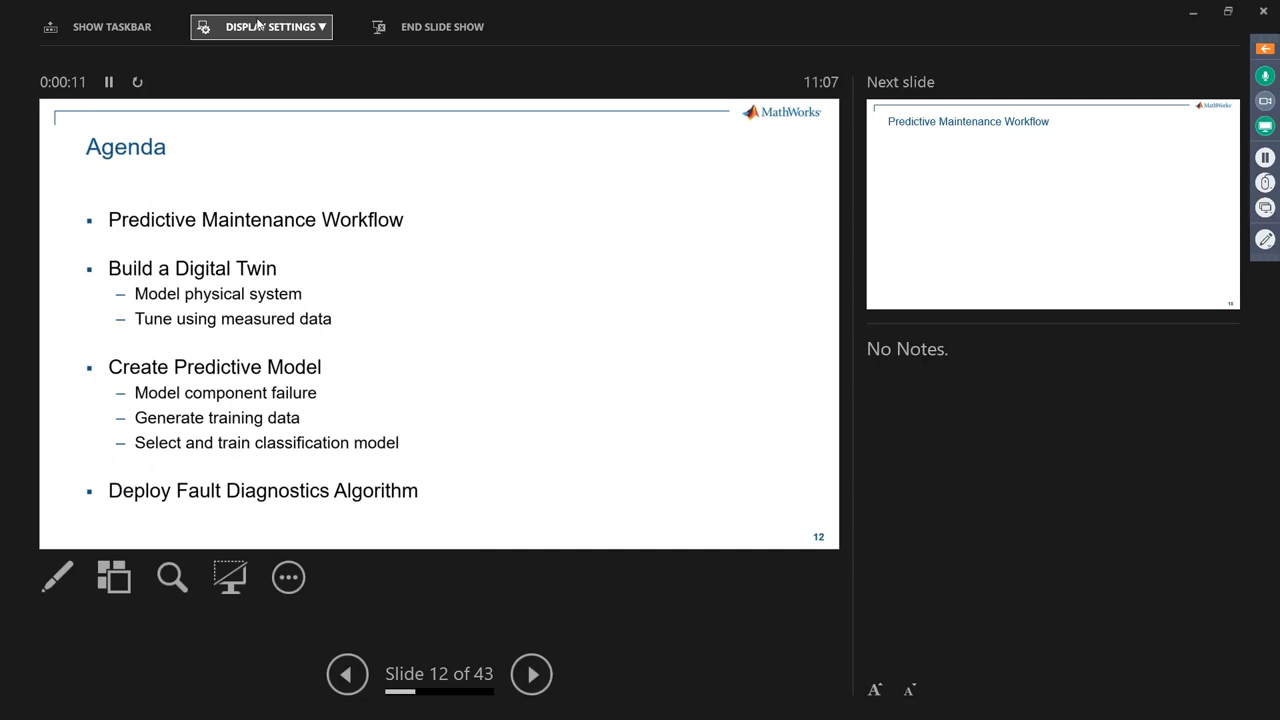 SHOW TASKBAR
DISPLAY SETTINGS ▼
END SLIDE SHOW
0:00:11
11:07
Next slide
MathWorks
Agenda
▪ Predictive Maintenance Workflow
▪ Build a Digital Twin
– Model physical system
– Tune using measured data
▪ Create Predictive Model
– Model component failure
– Generate training data
– Select and train classification model
▪ Deploy Fault Diagnostics Algorithm
12
MathWorks
Predictive Maintenance Workflow
No Notes.
Slide 12 of 43
A A